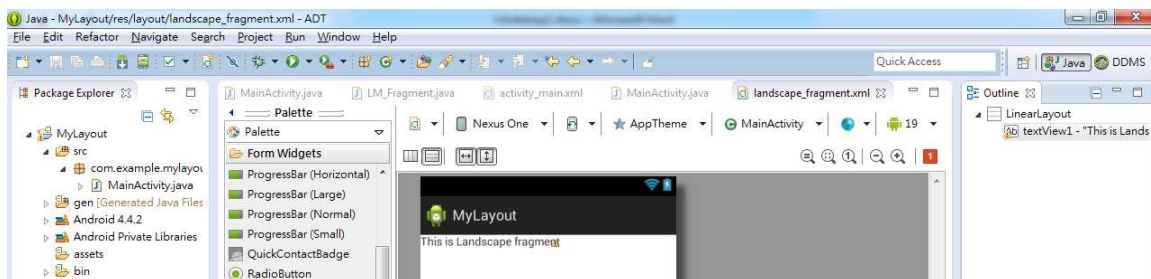 Java - MyLayout/res/layout/landscape_fragment.xml - ADT
File Edit Refactor Navigate Search Project Run Window Help
Quick Access Java DDMS
Package Explorer MainActivity.java LM_Fragment.java activity_main.xml MainActivity.java landscape_fragment.xml Outline
Palette
MyLayout
src
com.example.mylayou
MainActivity.java
gen [Generated Java Files
Android 4.4.2
Android Private Libraries
assets
bin
Palette
Form Widgets
ProgressBar (Horizontal)
ProgressBar (Large)
ProgressBar (Normal)
ProgressBar (Small)
QuickContactBadge
RadioButton
Nexus One AppTheme MainActivity 19
1
MyLayout
This is Landscape fragment
LinearLayout
Ab textView1 - "This is Lands